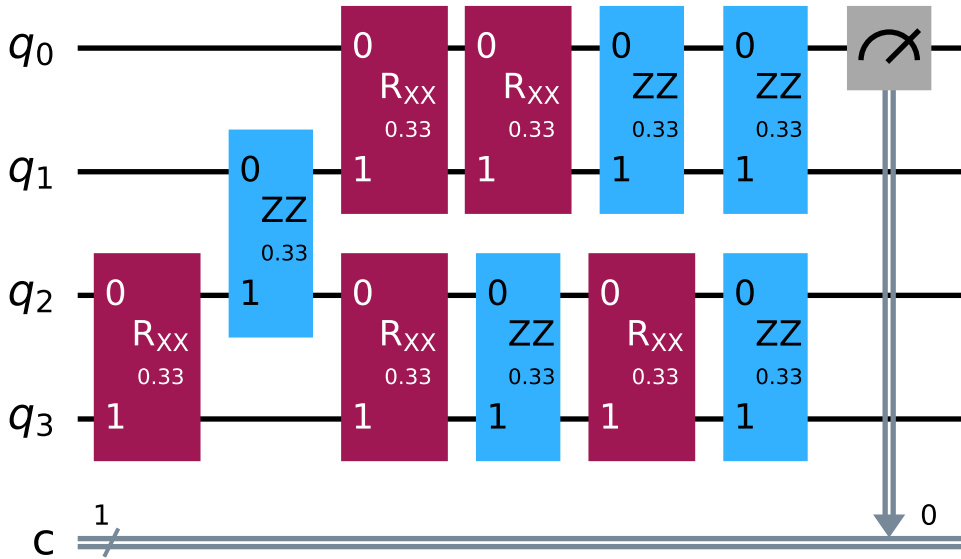 q0 0 0 0 0
RXX RXX ZZ ZZ
0.33 0.33 0.33 0.33
q1 0 1 1 1 1
ZZ
0.33
q2 0 1 0 0 0 0
RXX RXX ZZ RXX ZZ
0.33 0.33 0.33 0.33 0.33
q3 1 1 1 1 1
1 0
c